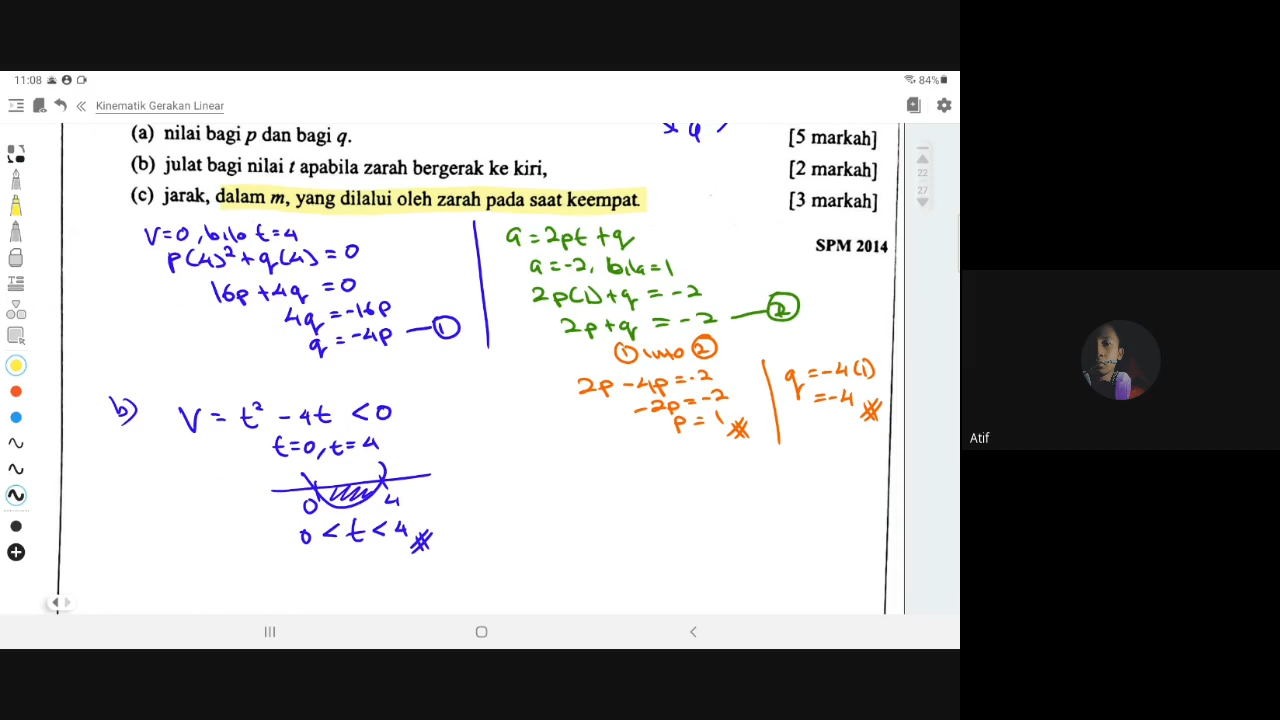 11:08
84%
Kinematik Gerakan Linear
(a) nilai bagi p dan bagi q.
[5 markah]
(b) julat bagi nilai t apabila zarah bergerak ke kiri,
[2 markah]
(c) jarak, dalam m, yang dilalui oleh zarah pada saat keempat.
[3 markah]
SPM 2014
22
27
V=0, bila t=4
p(4)² + q(4) = 0
16p + 4q = 0
4q = -16p
q = -4p — ①
a = 2pt + q
a = -2, bila = 1
2p(1) + q = -2
2p + q = -2 — ②
① into ②
2p - 4p = -2
-2p = -2
p = 1
q = -4(1)
= -4
b) V = t² - 4t < 0
t=0, t=4
0 4
0 < t < 4
Atif